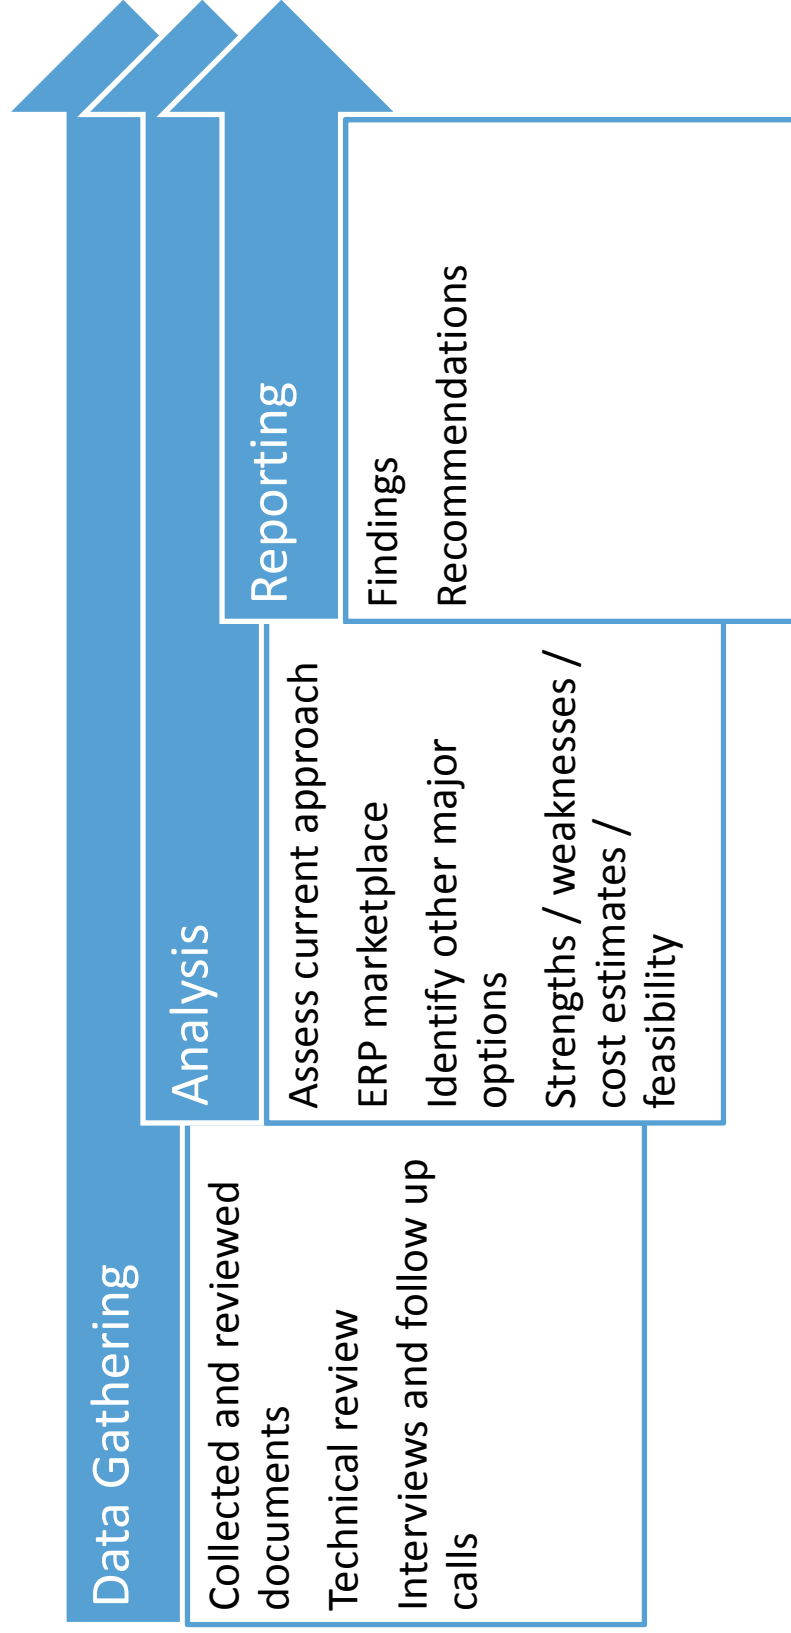 Data Gathering
Collected and reviewed
documents
Technical review
Interviews and follow up
calls
Analysis
Assess current approach
ERP marketplace
Identify other major
options
Strengths / weaknesses /
cost estimates /
feasibility
Reporting
Findings
Recommendations